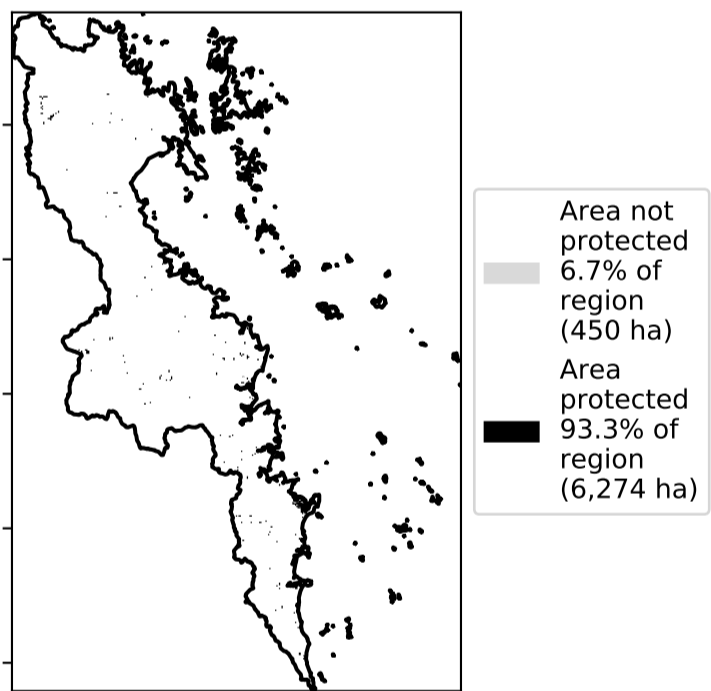 Area not
protected
6.7% of
region
(450 ha)
Area
protected
93.3% of
region
(6,274 ha)